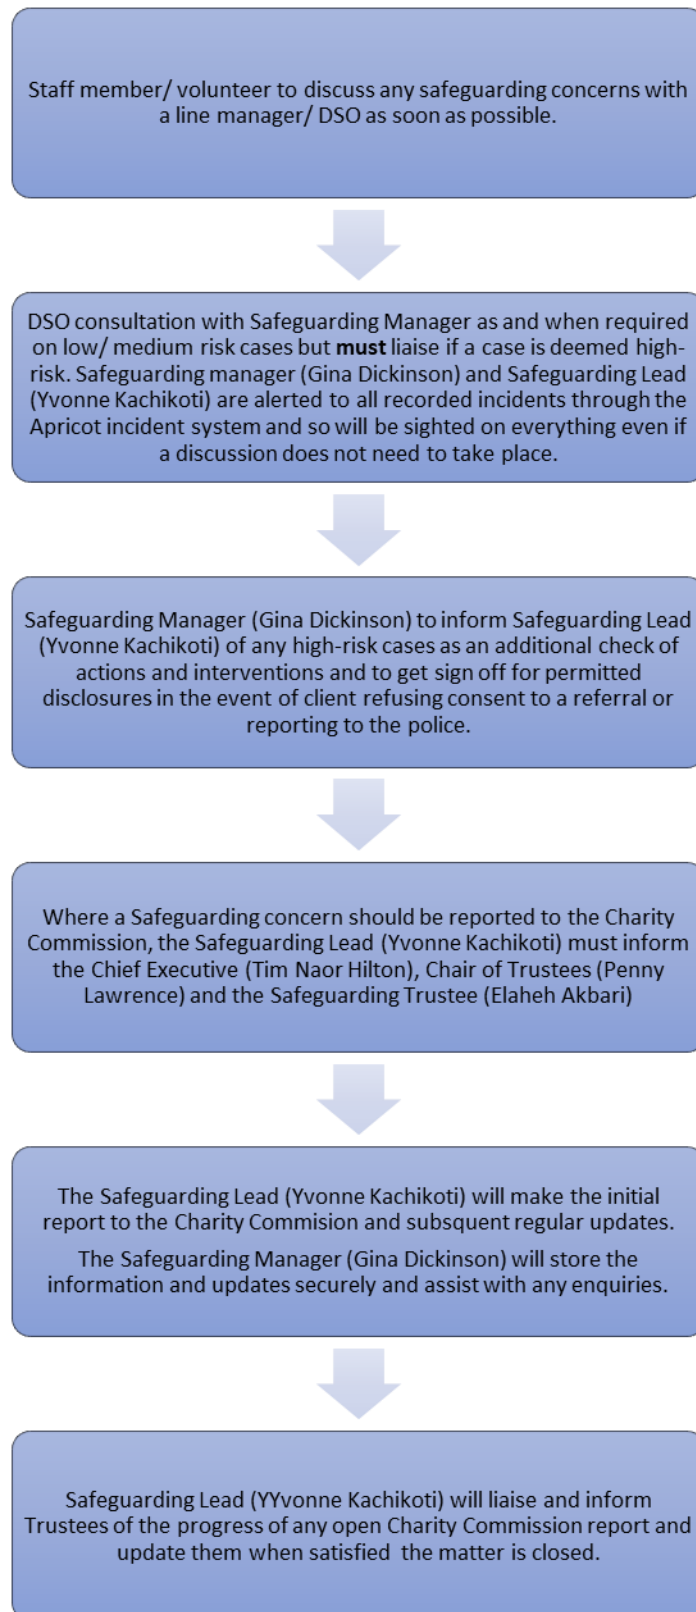 Staff member/ volunteer to discuss any safeguarding concerns with
a line manager/ DSO as soon as possible.
DSO consultation with Safeguarding Manager as and when required
on low/ medium risk cases but must liaise if a case is deemed high-
risk. Safeguarding manager (Gina Dickinson) and Safeguarding Lead
(Yvonne Kachikoti) are alerted to all recorded incidents through the
Apricot incident system and so will be sighted on everything even if
a discussion does not need to take place.
Safeguarding Manager (Gina Dickinson) to inform Safeguarding Lead
(Yvonne Kachikoti) of any high-risk cases as an additional check of
actions and interventions and to get sign off for permitted
disclosures in the event of client refusing consent to a referral or
reporting to the police.
Where a Safeguarding concern should be reported to the Charity
Commission, the Safeguarding Lead (Yvonne Kachikoti) must inform
the Chief Executive (Tim Naor Hilton), Chair of Trustees (Penny
Lawrence) and the Safeguarding Trustee (Elaheh Akbari)
The Safeguarding Lead (Yvonne Kachikoti) will make the initial
report to the Charity Commision and subsquent regular updates.
The Safeguarding Manager (Gina Dickinson) will store the
information and updates securely and assist with any enquiries.
Safeguarding Lead (YYvonne Kachikoti) will liaise and inform
Trustees of the progress of any open Charity Commission report and
update them when satisfied the matter is closed.